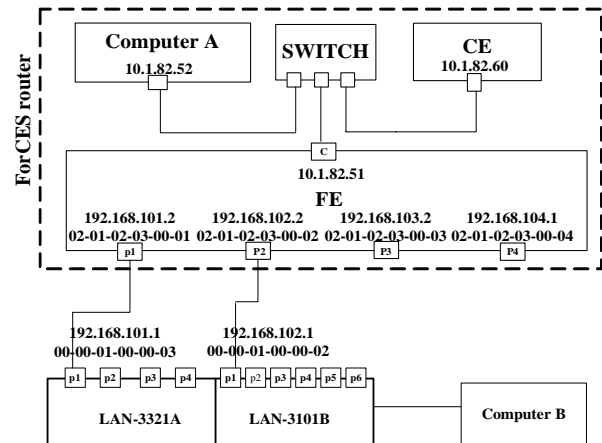 ForCES router
Computer A
10.1.82.52
SWITCH
CE
10.1.82.60
C
10.1.82.51
FE
192.168.101.2 192.168.102.2 192.168.103.2 192.168.104.1
02-01-02-03-00-01 02-01-02-03-00-02 02-01-02-03-00-03 02-01-02-03-00-04
p1 P2 P3 P4
192.168.101.1 192.168.102.1
00-00-01-00-00-03 00-00-01-00-00-02
p1 p2 p3 p4 p1 p2 p3 p4 p5 p6
LAN-3321A LAN-3101B Computer B